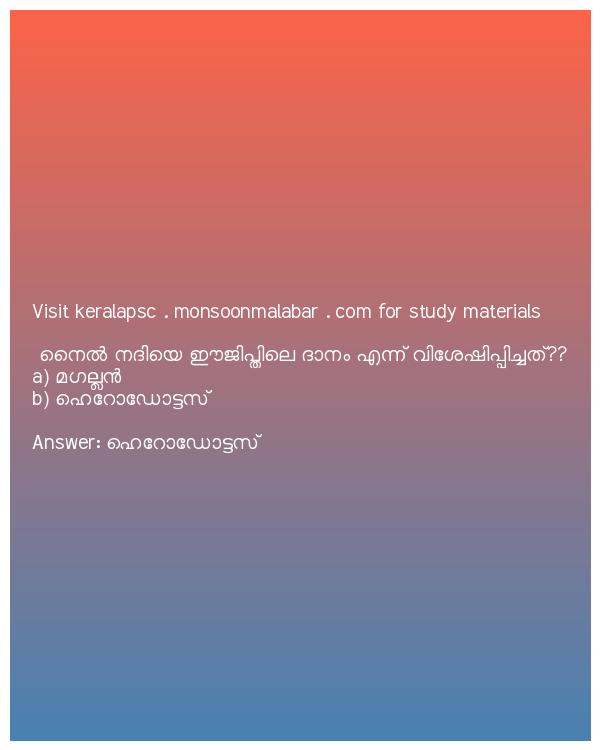 Visit keralapsc . monsoonmalabar . com for study materials
നൈൽ നദിയെ ഈജിപ്തിലെ ദാനം എന്ന് വിശേഷിപ്പിച്ചത്??
a) മഗല്ലൻ
b) ഹെറോഡോട്ടസ്
Answer: ഹെറോഡോട്ടസ്